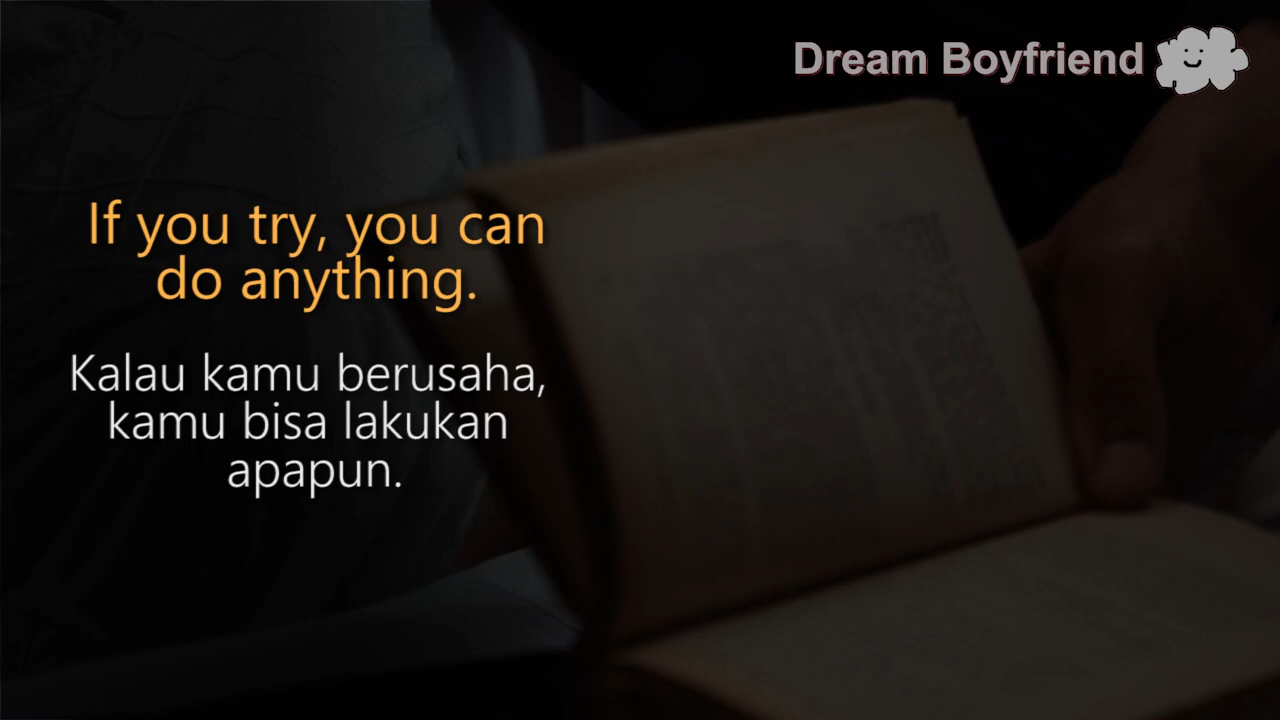 Dream Boyfriend
If you try, you can
do anything.
Kalau kamu berusaha,
kamu bisa lakukan
apapun.